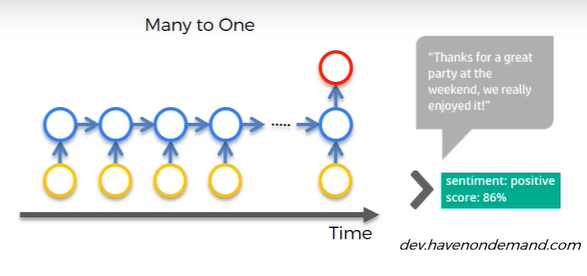 Many to One
"Thanks for a great
party at the
weekend, we really
enjoyed it!"
sentiment: positive
score: 86%
Time
dev.havenondemand.com